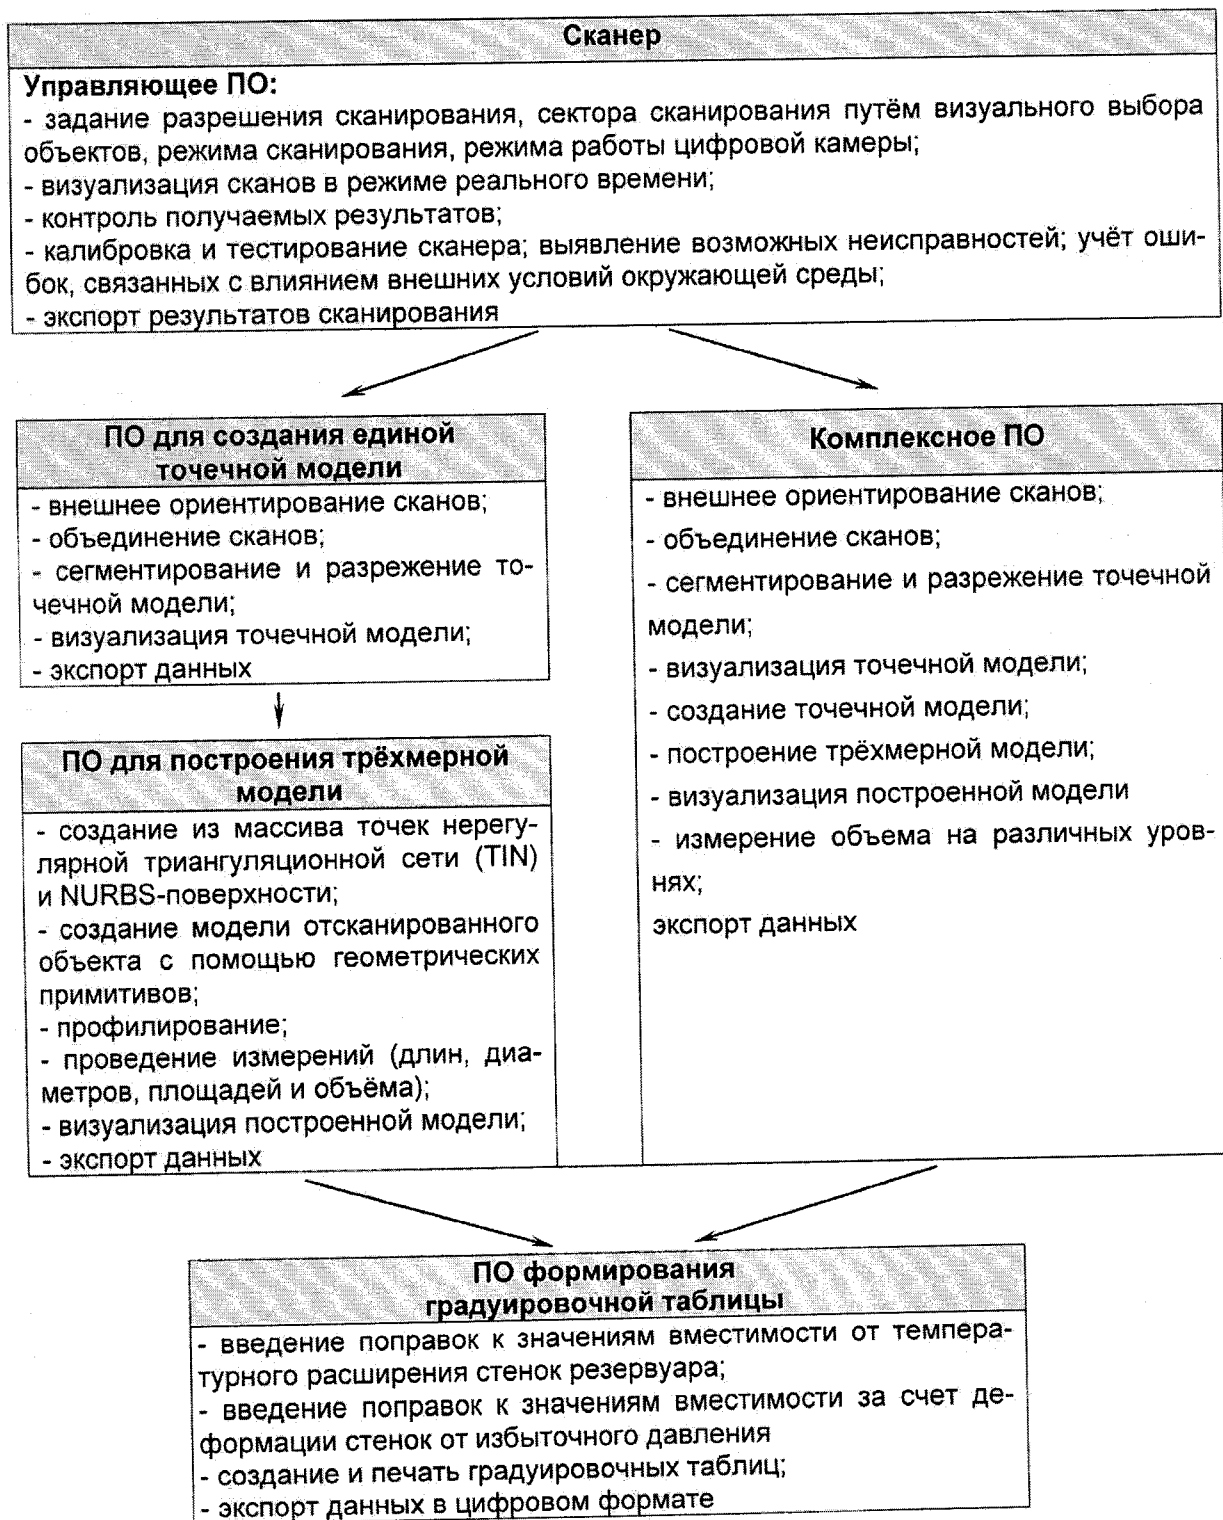 Сканер
Управляющее ПО:
- задание разрешения сканирования, сектора сканирования путём визуального выбора
объектов, режима сканирования, режима работы цифровой камеры;
- визуализация сканов в режиме реального времени;
- контроль получаемых результатов;
- калибровка и тестирование сканера; выявление возможных неисправностей; учёт оши-
бок, связанных с влиянием внешних условий окружающей среды;
- экспорт результатов сканирования
ПО для создания единой
точечной модели
- внешнее ориентирование сканов;
- объединение сканов;
- сегментирование и разрежение то-
чечной модели;
- визуализация точечной модели;
- экспорт данных
ПО для построения трёхмерной
модели
- создание из массива точек нерегу-
лярной триангуляционной сети (TIN)
и NURBS-поверхности;
- создание модели отсканированного
объекта с помощью геометрических
примитивов;
- профилирование;
- проведение измерений (длин, диа-
метров, площадей и объёма);
- визуализация построенной модели;
- экспорт данных
Комплексное ПО
- внешнее ориентирование сканов;
- объединение сканов;
- сегментирование и разрежение точечной
модели;
- визуализация точечной модели;
- создание точечной модели;
- построение трёхмерной модели;
- визуализация построенной модели
- измерение объема на различных уров-
нях;
экспорт данных
ПО формирования
градуировочной таблицы
- введение поправок к значениям вместимости от темпера-
турного расширения стенок резервуара;
- введение поправок к значениям вместимости за счет де-
формации стенок от избыточного давления
- создание и печать градуировочных таблиц;
- экспорт данных в цифровом формате